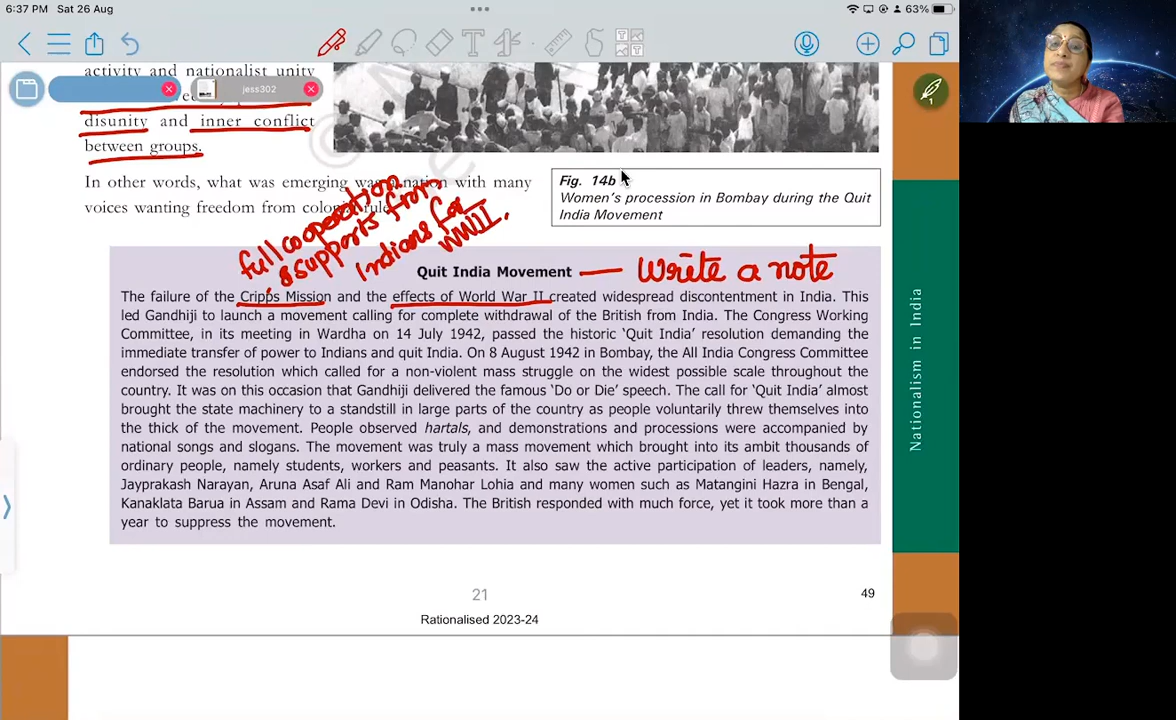 6:37 PM Sat 26 Aug
63%
activity and nationalist unity
jess302
disunity and inner conflict
between groups.
In other words, what was emerging was a nation with many
voices wanting freedom from colonial rule.
Fig. 14b
Women's procession in Bombay during the Quit
India Movement
full cooperation
& supports from
Indians for
WWII.
Quit India Movement — Write a note
The failure of the Cripps Mission and the effects of World War II created widespread discontentment in India. This
led Gandhiji to launch a movement calling for complete withdrawal of the British from India. The Congress Working
Committee, in its meeting in Wardha on 14 July 1942, passed the historic ‘Quit India’ resolution demanding the
immediate transfer of power to Indians and quit India. On 8 August 1942 in Bombay, the All India Congress Committee
endorsed the resolution which called for a non-violent mass struggle on the widest possible scale throughout the
country. It was on this occasion that Gandhiji delivered the famous ‘Do or Die’ speech. The call for ‘Quit India’ almost
brought the state machinery to a standstill in large parts of the country as people voluntarily threw themselves into
the thick of the movement. People observed hartals, and demonstrations and processions were accompanied by
national songs and slogans. The movement was truly a mass movement which brought into its ambit thousands of
ordinary people, namely students, workers and peasants. It also saw the active participation of leaders, namely,
Jayprakash Narayan, Aruna Asaf Ali and Ram Manohar Lohia and many women such as Matangini Hazra in Bengal,
Kanaklata Barua in Assam and Rama Devi in Odisha. The British responded with much force, yet it took more than a
year to suppress the movement.
Nationalism in India
21
49
Rationalised 2023-24